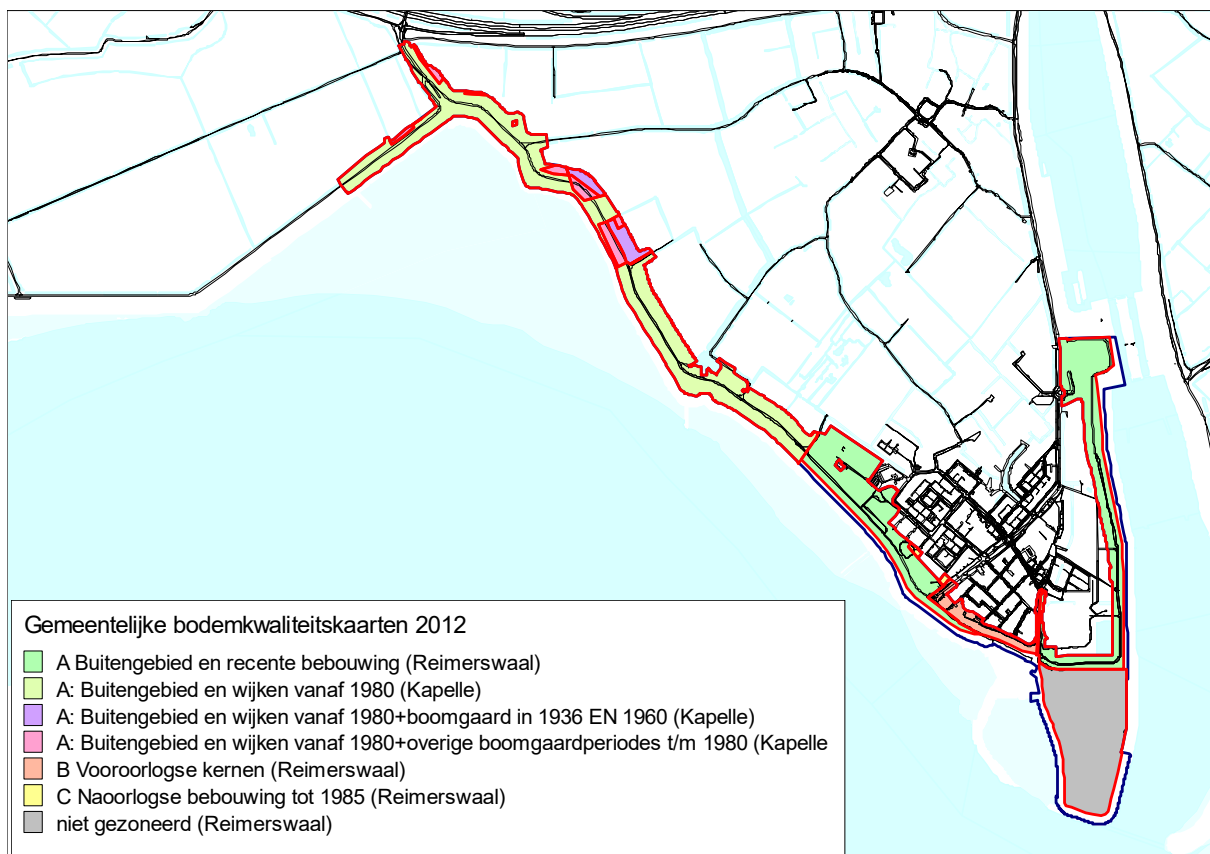 Gemeentelijke bodemkwaliteitskaarten 2012
A Buitengebied en recente bebouwing (Reimerswaal)
A: Buitengebied en wijken vanaf 1980 (Kapelle)
A: Buitengebied en wijken vanaf 1980+boomgaard in 1936 EN 1960 (Kapelle)
A: Buitengebied en wijken vanaf 1980+overige boomgaardperiodes t/m 1980 (Kapelle
B Vooroorlogse kernen (Reimerswaal)
C Naoorlogse bebouwing tot 1985 (Reimerswaal)
niet gezoneerd (Reimerswaal)